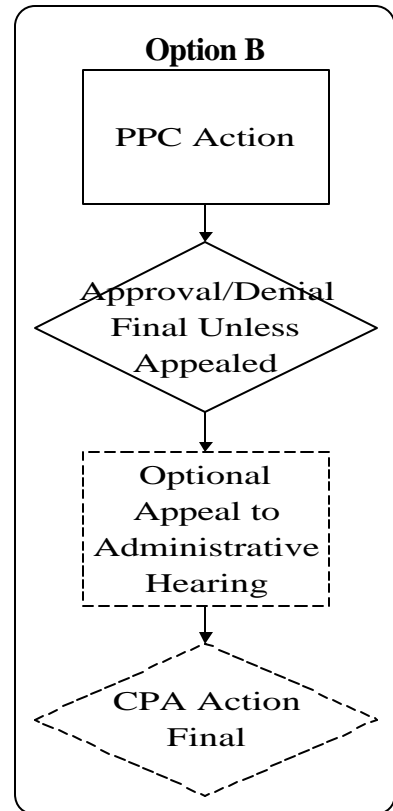 Option B
PPC Action
Approval/Denial
Final Unless
Appealed
Optional
Appeal to
Administrative
Hearing
CPA Action
Final